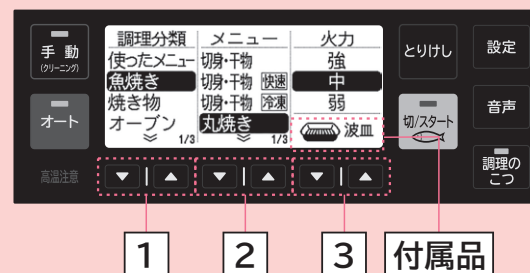 手動
(クリーニング)
オート
高温注意
調理分類
使ったメニュー
魚焼き
焼き物
オーブン
1/3
メニュー
切身・干物
切身・干物 快速
切身・干物 冷凍
丸焼き
1/3
火力
強
中
弱
波皿
とりけし
切/スタート
設定
音声
調理の
こつ
1
2
3
付属品